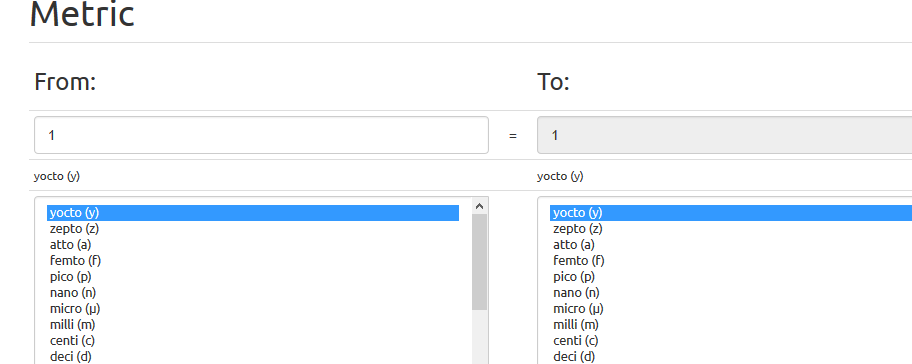 Metric
From: To:
1 = 1
yocto (y) yocto (y)
yocto (y) yocto (y)
zepto (z) zepto (z)
atto (a) atto (a)
femto (f) femto (f)
pico (p) pico (p)
nano (n) nano (n)
micro (µ) micro (µ)
milli (m) milli (m)
centi (c) centi (c)
deci (d) deci (d)